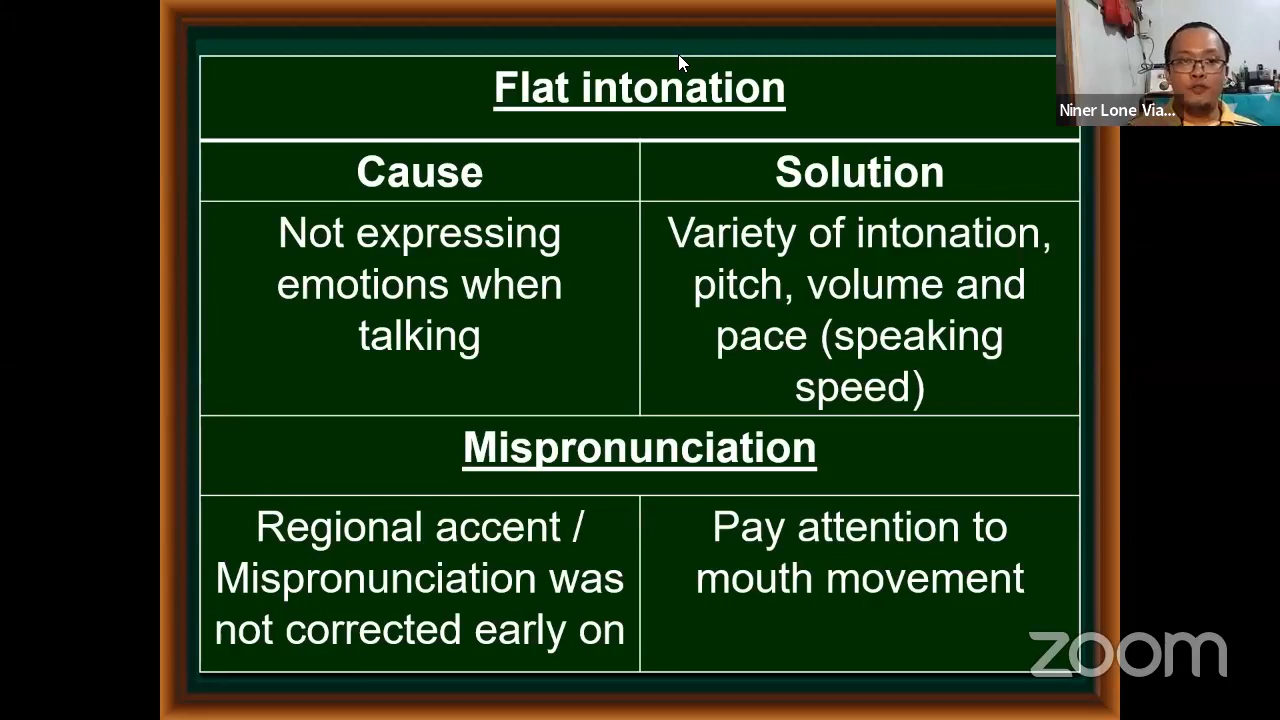 Flat intonation
Niner Lone Via...
Cause
Solution
Not expressing
emotions when
talking
Variety of intonation,
pitch, volume and
pace (speaking
speed)
Mispronunciation
Regional accent /
Mispronunciation was
not corrected early on
Pay attention to
mouth movement
zoom